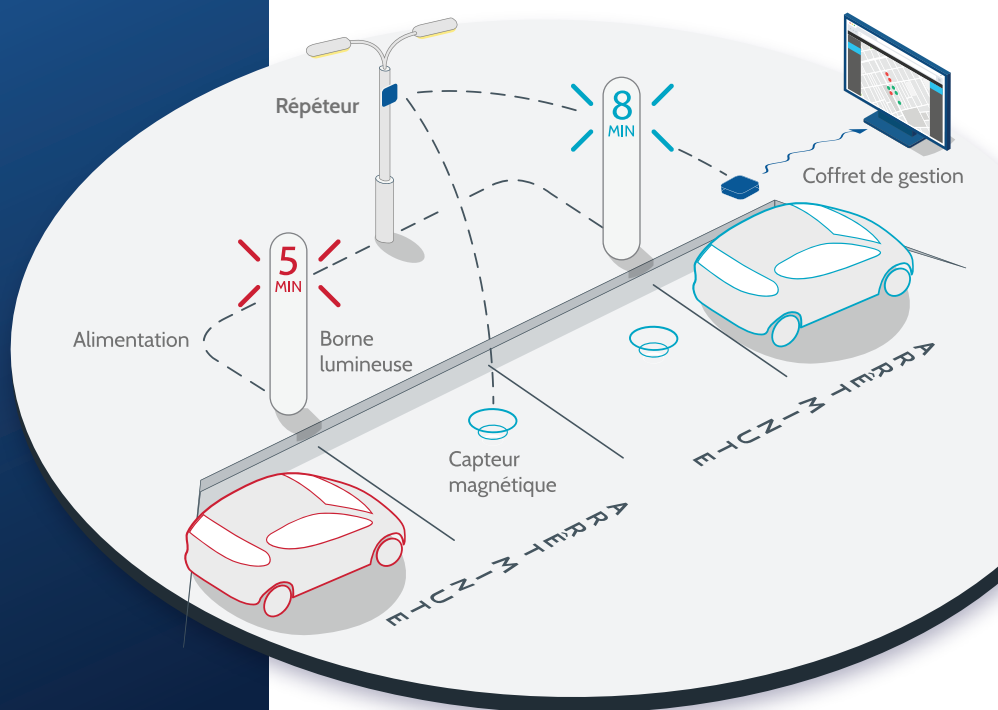 Répéteur
8
MIN
Coffret de gestion
5
MIN
Alimentation
Borne
lumineuse
Capteur
magnétique
ARRÊT MINUTE
ARRÊT MINUTE